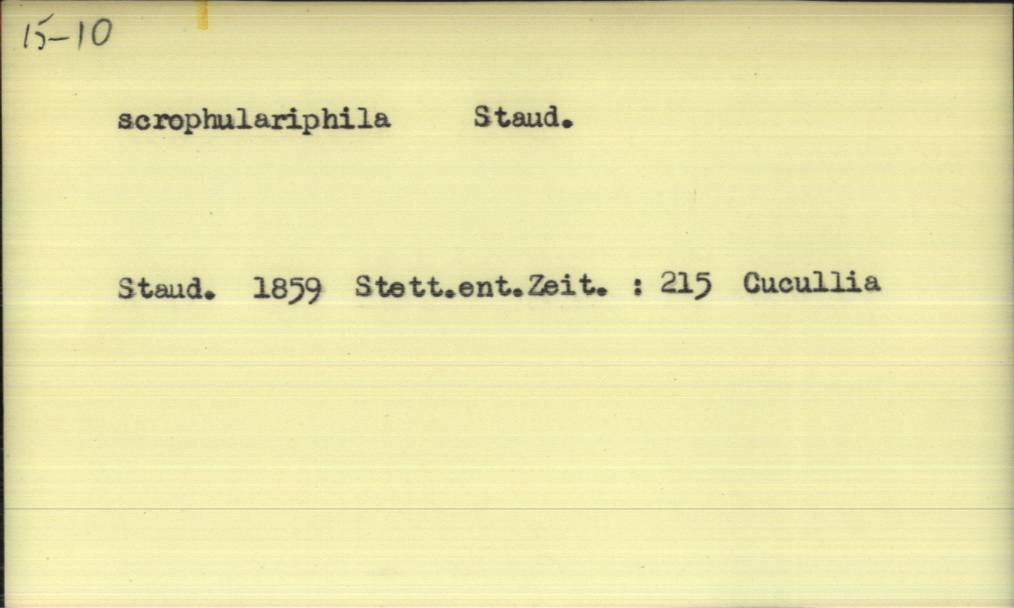 15-10
scrophulariphila Staud.
Staud. 1859 Stett.ent.Zeit. : 215 Cucullia